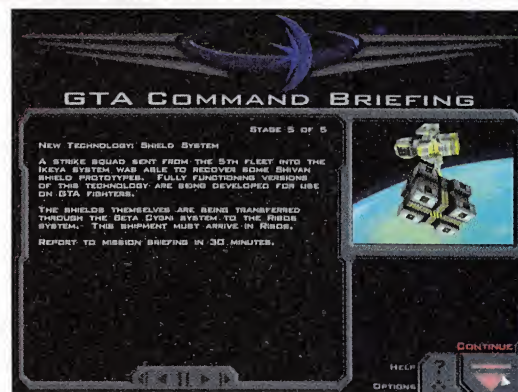 GTA COMMAND BRIEFING
STAGE 5 OF 5
NEW TECHNOLOGY: SHIELD SYSTEM
A STRIKE SQUAD SENT FROM THE 5TH FLEET INTO THE
IKEYA SYSTEM WAS ABLE TO RECOVER SOME SHIVAN
SHIELD PROTOTYPES. FULLY FUNCTIONING VERSIONS
OF THIS TECHNOLOGY ARE BEING DEVELOPED FOR USE
ON GTA FIGHTERS.
THE SHIELDS THEMSELVES ARE BEING TRANSFERRED
THROUGH THE BETA CYGNI SYSTEM TO THE RIBOS
SYSTEM. THIS SHIPMENT MUST ARRIVE IN RIBOS.
REPORT TO MISSION BRIEFING IN 30 MINUTES.
CONTINUE
HELP ?
OPTIONS